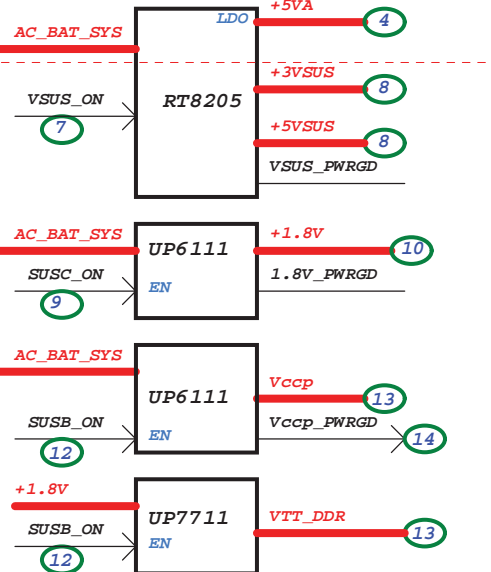 +5VA
LDO
4
AC_BAT_SYS
+3VSUS
8
VSUS_ON
RT8205
7
+5VSUS
8
VSUS_PWRGD
AC_BAT_SYS
UP6111
+1.8V
10
SUSC_ON
EN
1.8V_PWRGD
9
AC_BAT_SYS
Vccp
UP6111
13
SUSB_ON
EN
Vccp_PWRGD
12
14
+1.8V
UP7711
VTT_DDR
SUSB_ON
EN
13
12